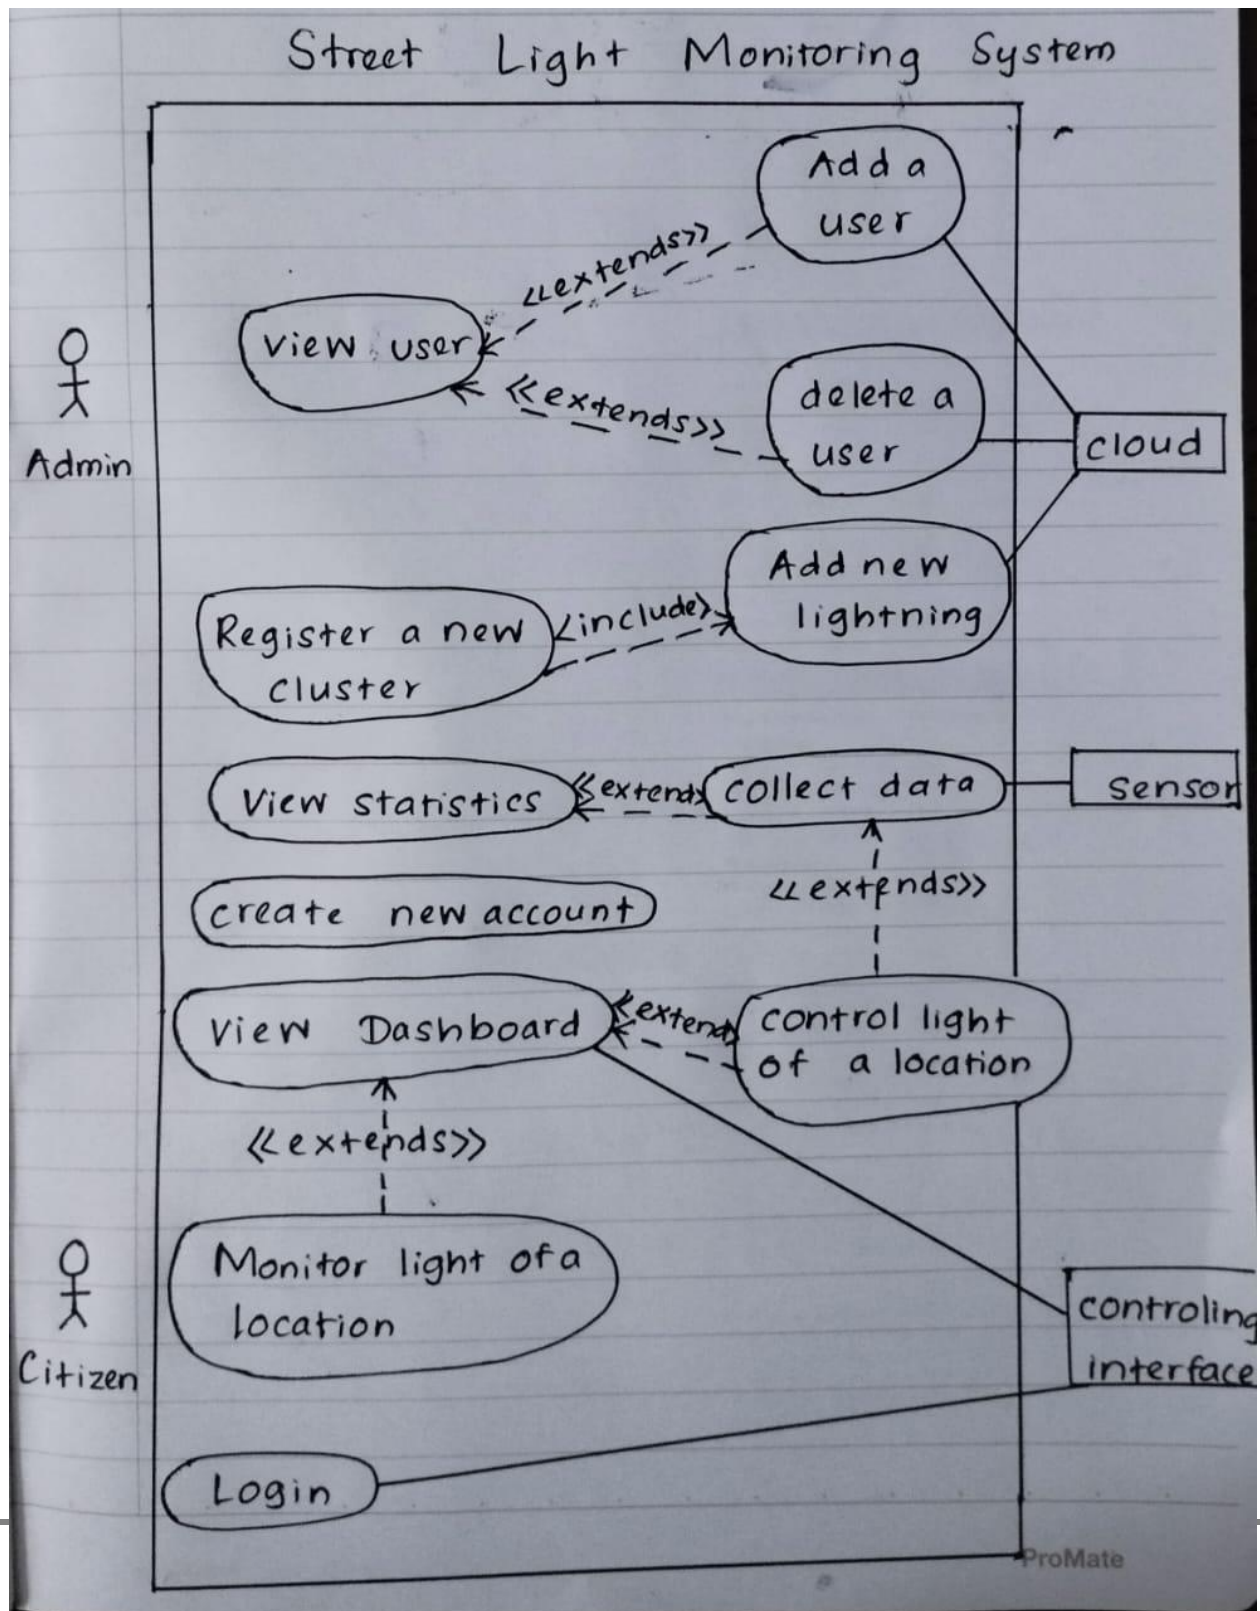 Street Light Monitoring System
Add a
user
<<extends>>
view user
<<extends>>
delete a
user
cloud
Admin
Add new
lightning
<include>
Register a new
cluster
View statistics
<<extends
collect data
sensor
<<extends>>
create new account
View Dashboard
<<extends
control light
of a location
<<extends>>
Monitor light of a
location
controling
interface
Citizen
Login
ProMate